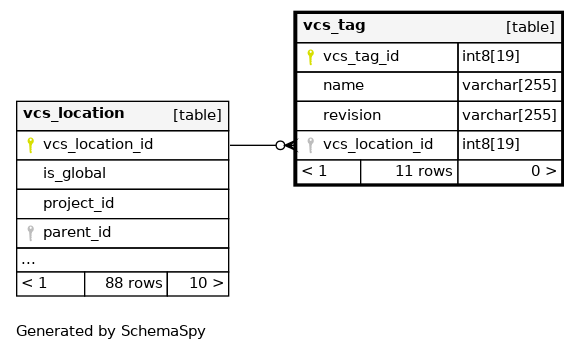 vcs_tag [table]
vcs_tag_id int8[19]
name varchar[255]
revision varchar[255]
vcs_location_id int8[19]
< 1 11 rows 0 >
vcs_location [table]
vcs_location_id
is_global
project_id
parent_id
...
< 1 88 rows 10 >
Generated by SchemaSpy